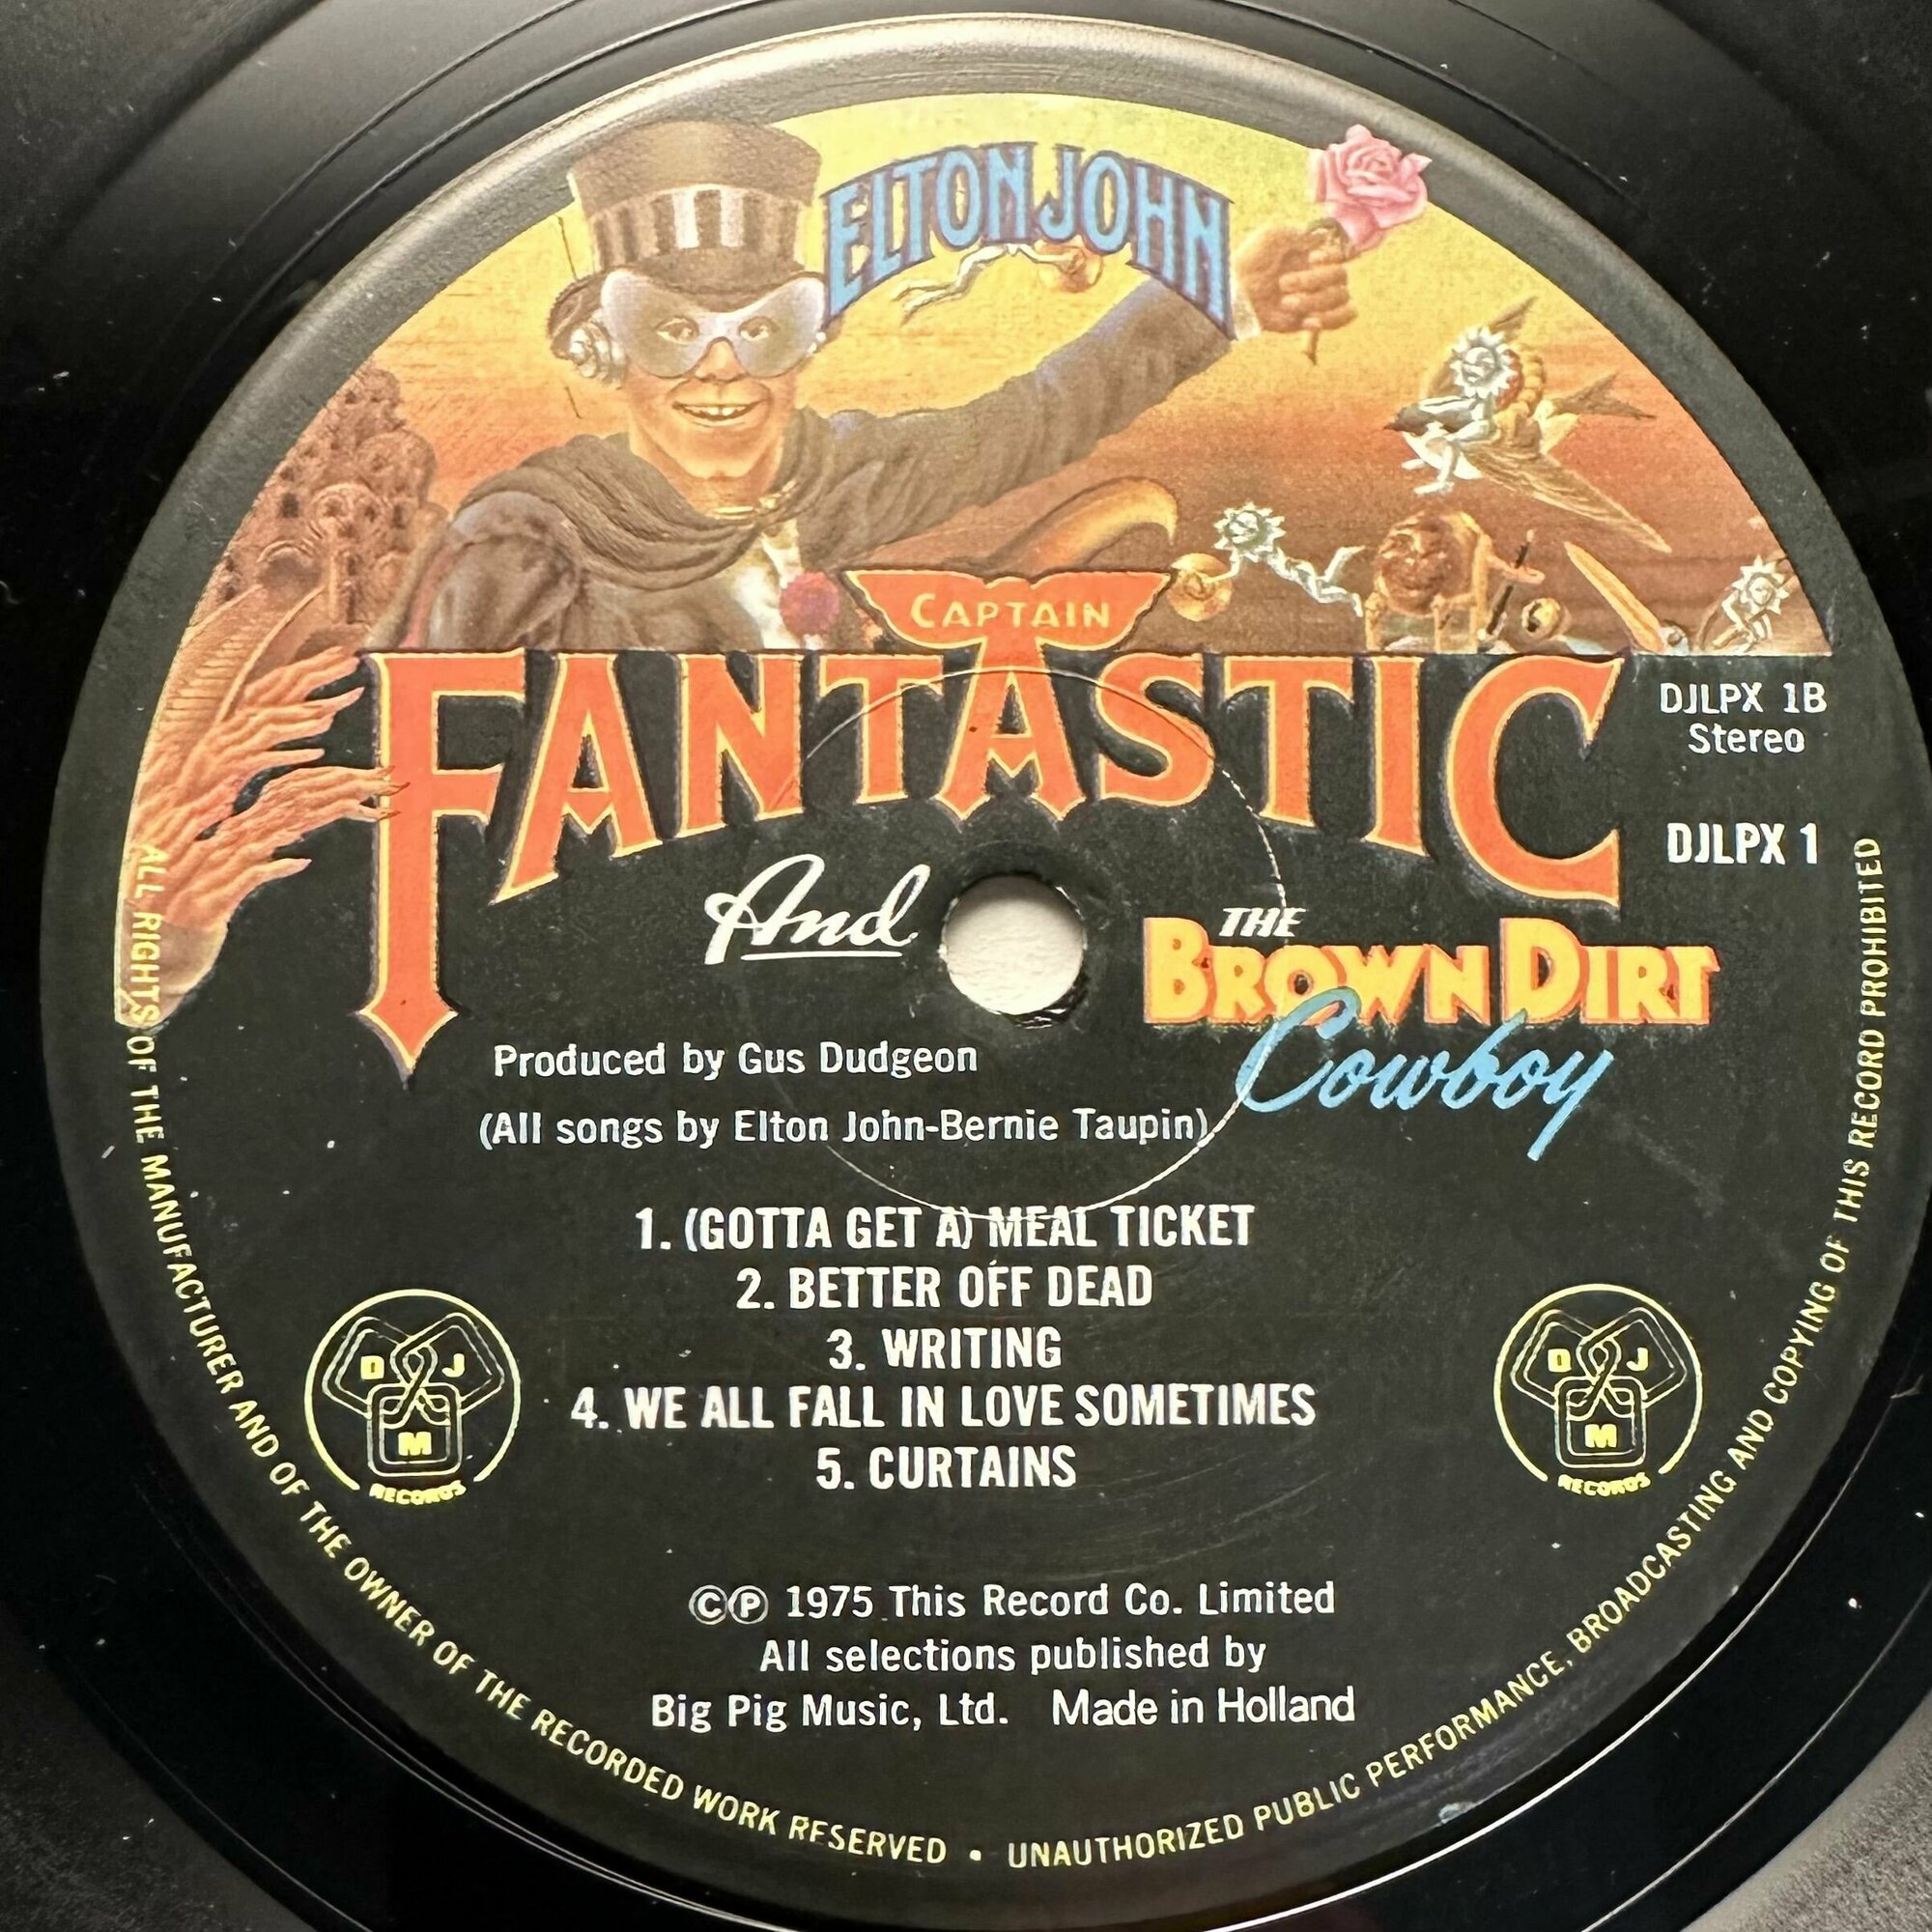 ELTON JOHN
CAPTAIN
FANTASTIC
DJLPX 1B
Stereo
DJLPX 1
And
THE
BROWN DIRT
Cowboy
Produced by Gus Dudgeon
(All songs by Elton John-Bernie Taupin)
1. (GOTTA GET A) MEAL TICKET
2. BETTER OFF DEAD
3. WRITING
4. WE ALL FALL IN LOVE SOMETIMES
5. CURTAINS
D J
M
RECORDS
D J
M
RECORDS
©℗ 1975 This Record Co. Limited
All selections published by
Big Pig Music, Ltd. Made in Holland
ALL RIGHTS OF THE MANUFACTURER AND OF THE OWNER OF THE RECORDED WORK RESERVED • UNAUTHORIZED PUBLIC PERFORMANCE, BROADCASTING AND COPYING OF THIS RECORD PROHIBITED